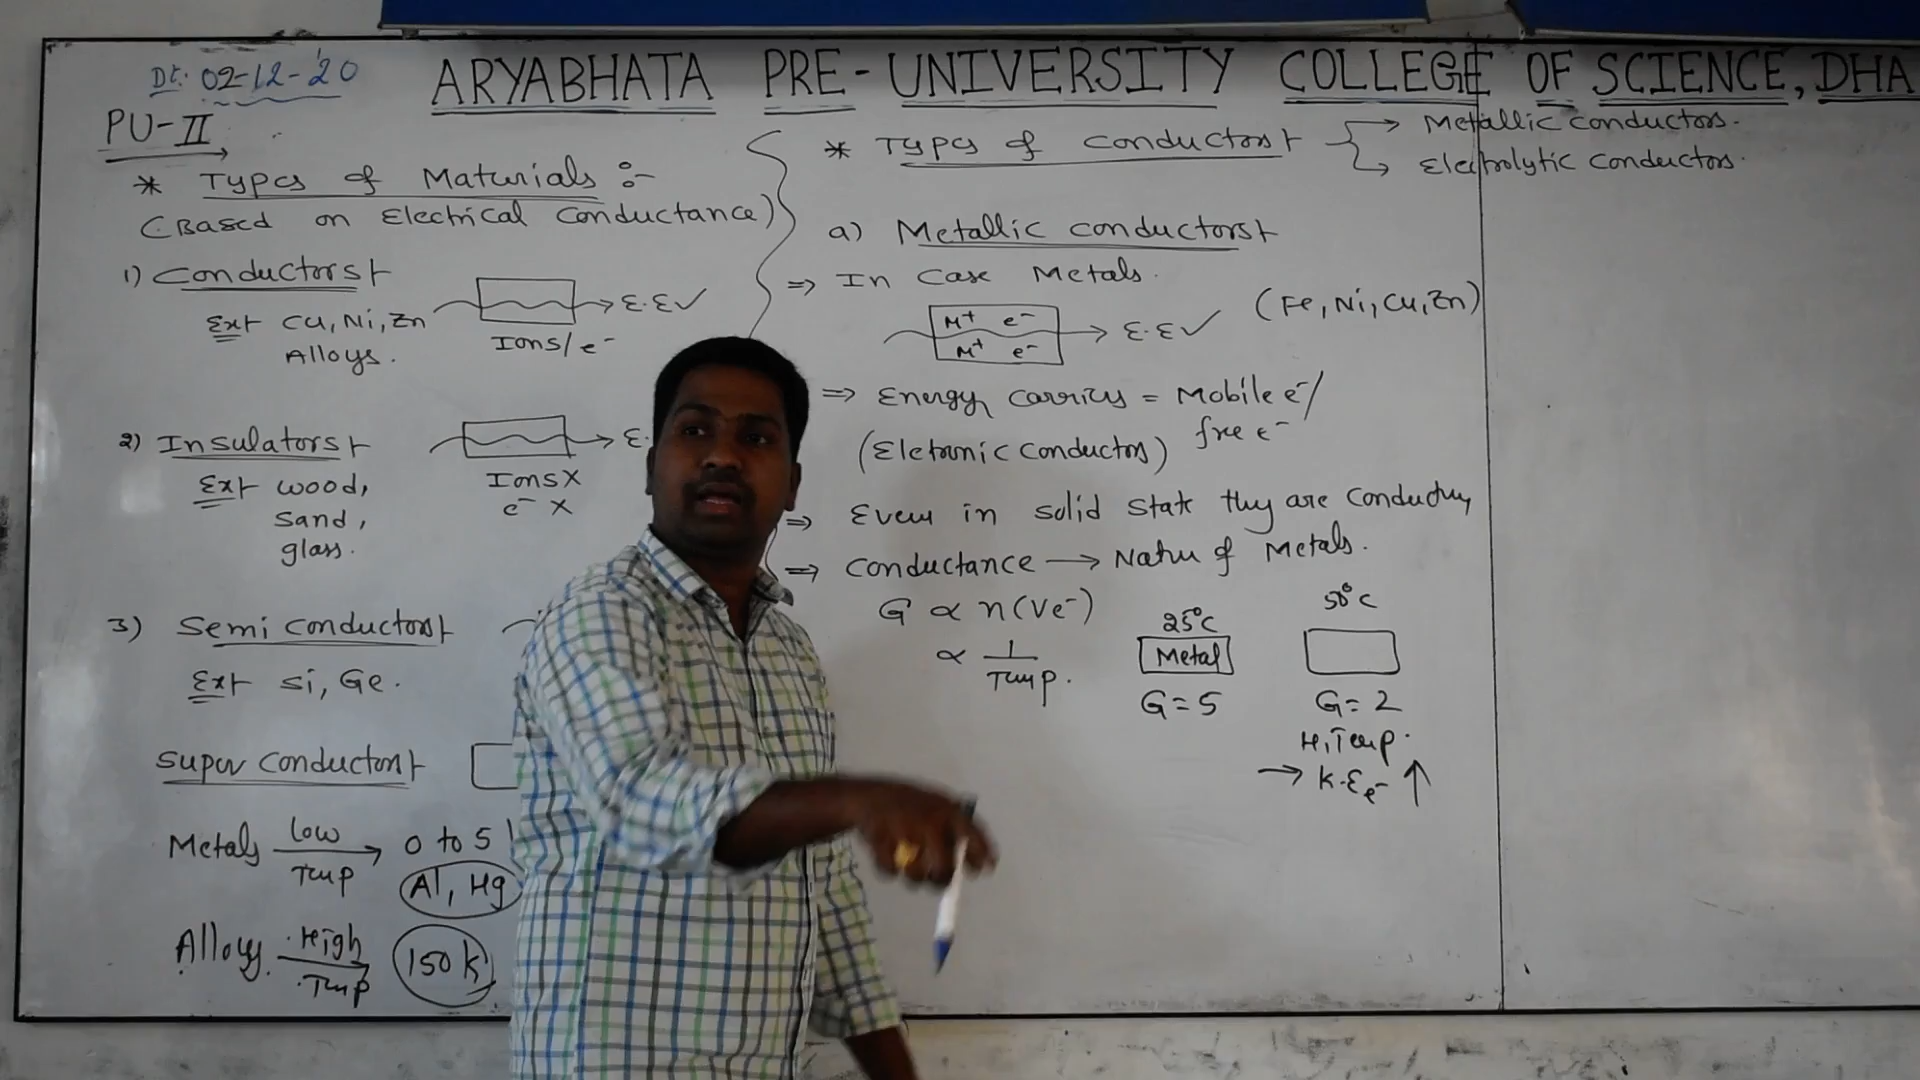 Dt: 02-12-'20
ARYABHATA PRE-UNIVERSITY COLLEGE OF SCIENCE, DHA
PU-II
* Types of Materials :-
(Based on Electrical Conductance)
1) Conductors:-
E.E✓
Ex:- Cu, Ni, Zn
Alloys.
Ions/e-
2) Insulators:-
E.
Ex:- wood,
sand,
glass.
Ions X
e- X
3) Semi conductors:-
Ex:- Si, Ge.
Super conductors:-
Metals Low Temp → 0 to 5
Al, Hg
Alloys High Temp → 150 K
* Types of Conductors:-
→ Metallic conductors.
→ Electrolytic conductors.
a) Metallic conductors:-
⇒ In Case Metals.
(Fe, Ni, Cu, Zn)
M+ e- → E.E✓
M+ e-
⇒ Energy carriers = Mobile e-/
free e-
(Eletronic conductors)
⇒ Even in solid state they are conducting
⇒ conductance → Nature of Metals.
G ∝ n(Ve-)
∝ 1/Temp.
25°C
Metal
G = 5
50°C
G = 2
H, Temp.
→ K.Ee- ↑